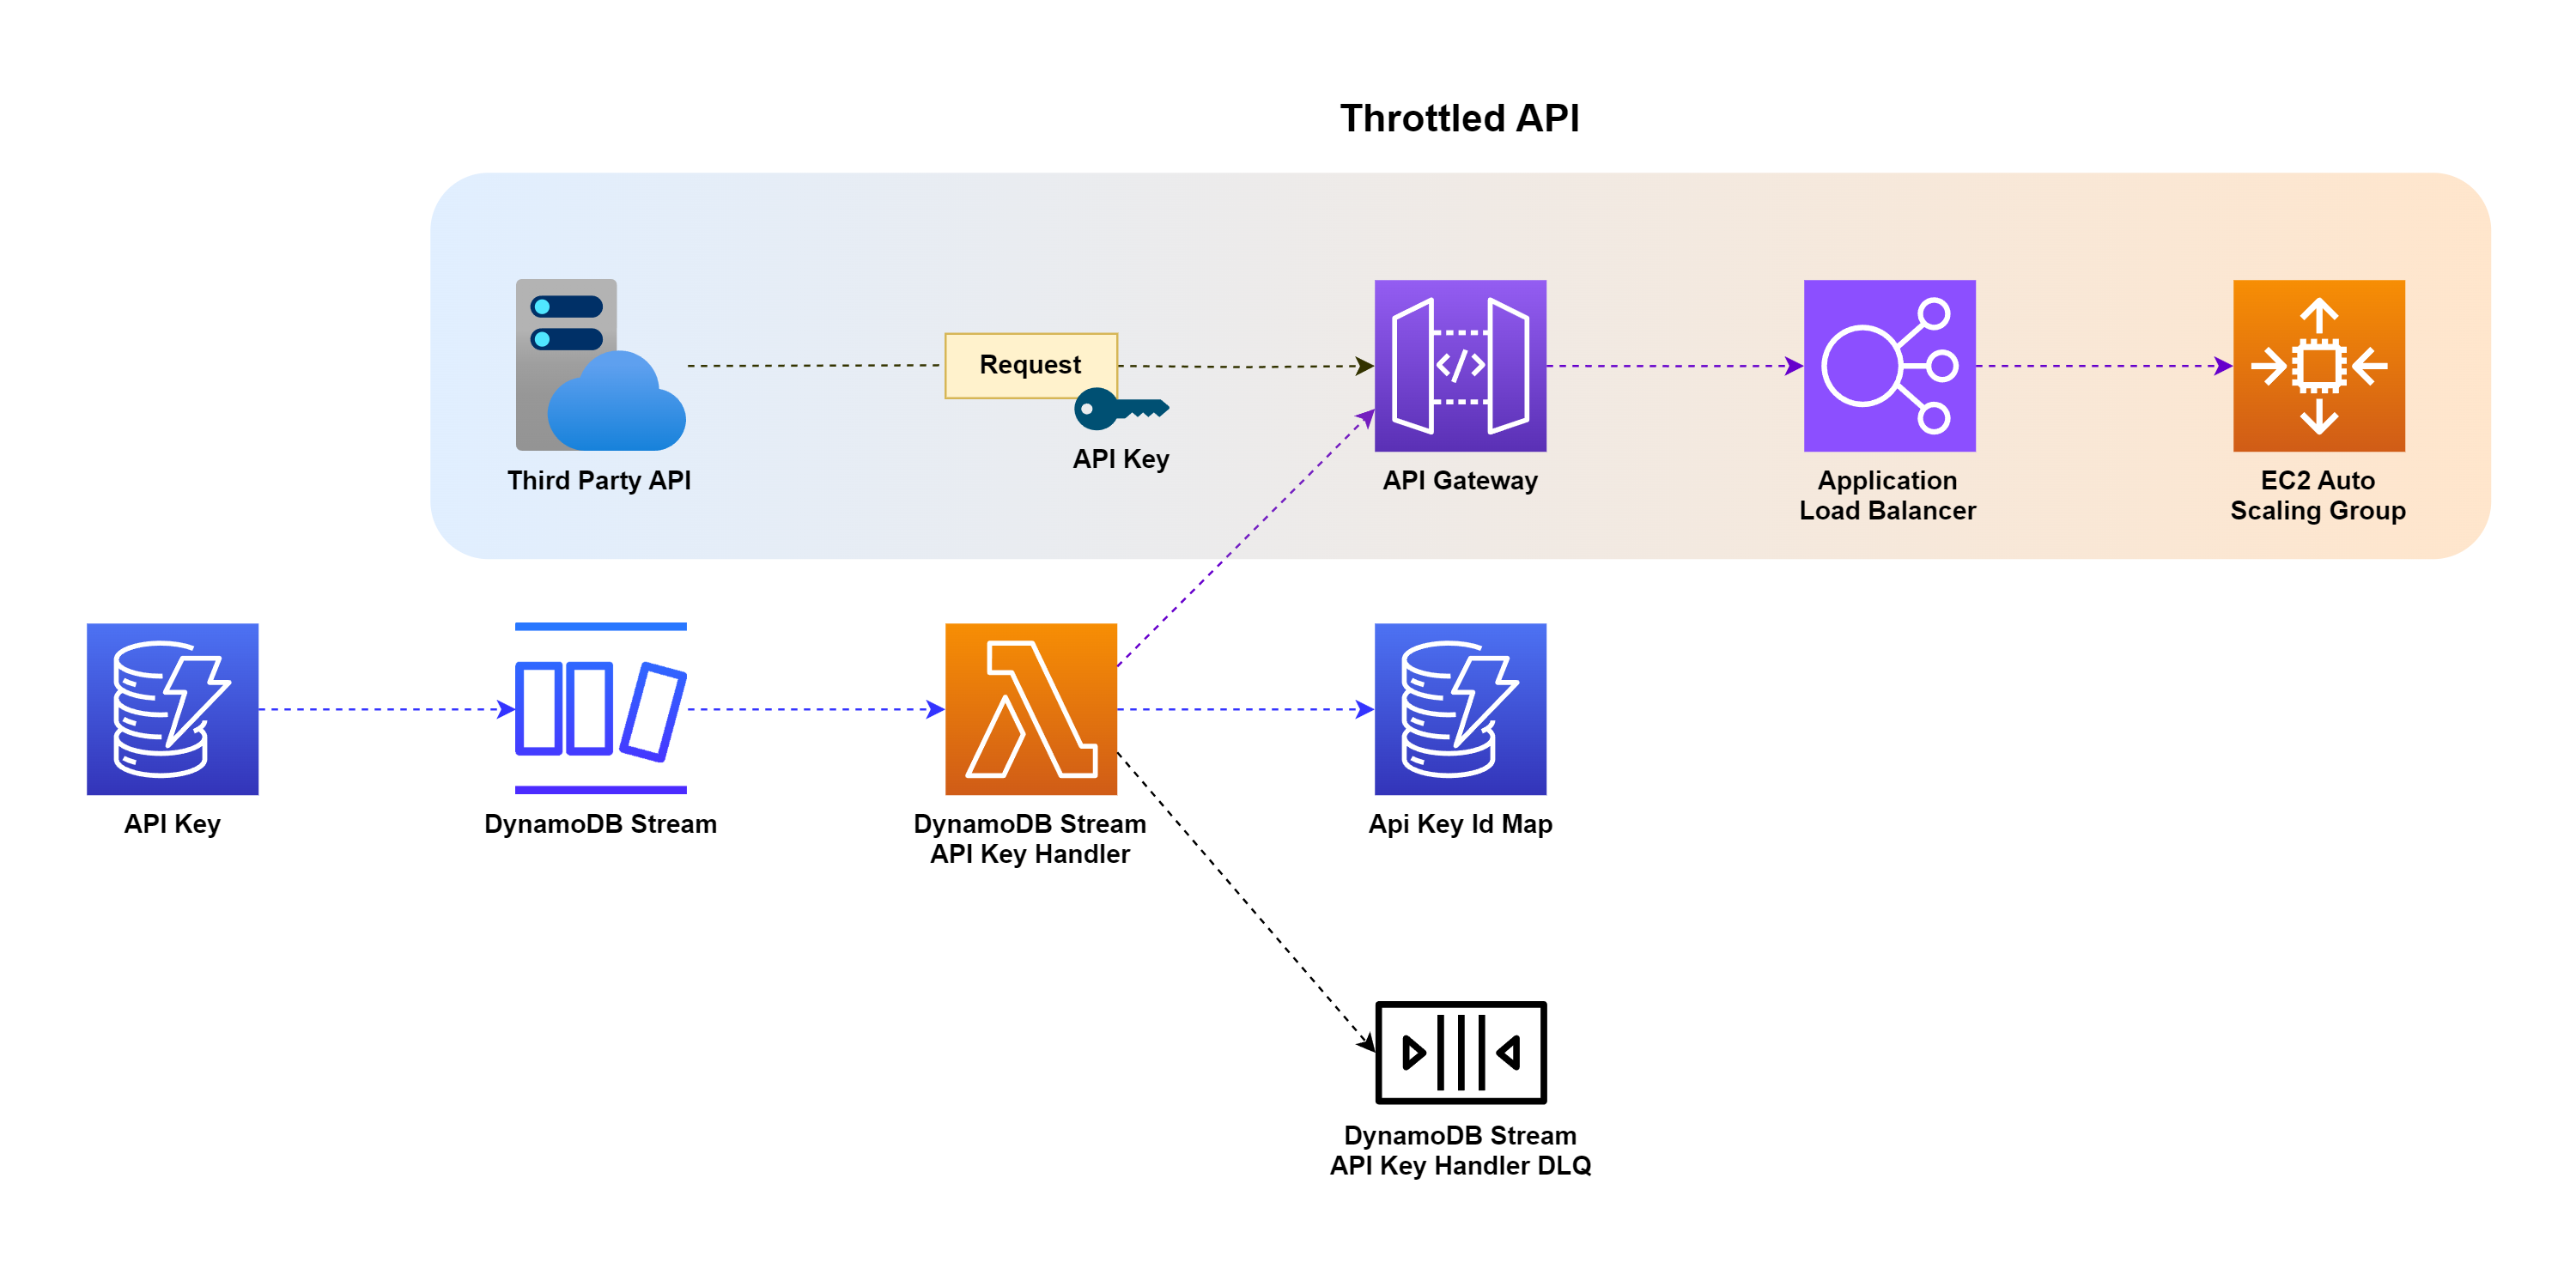 Throttled API
Request
API Key
Third Party API
API Gateway
Application
Load Balancer
EC2 Auto
Scaling Group
API Key
DynamoDB Stream
DynamoDB Stream
API Key Handler
Api Key Id Map
DynamoDB Stream
API Key Handler DLQ